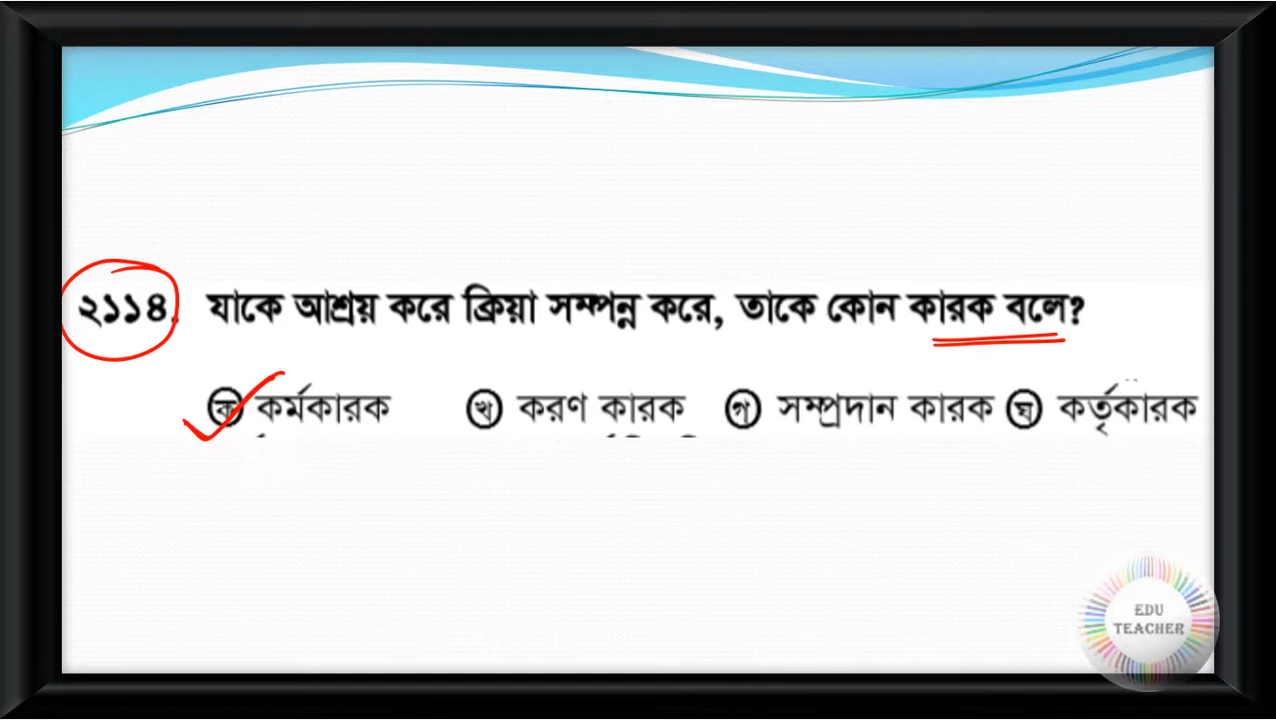 ২১১৪. যাকে আশ্রয় করে ক্রিয়া সম্পন্ন করে, তাকে কোন কারক বলে?
ক কর্মকারক খ করণ কারক গ সম্প্রদান কারক ঘ কর্তৃকারক
EDU
TEACHER